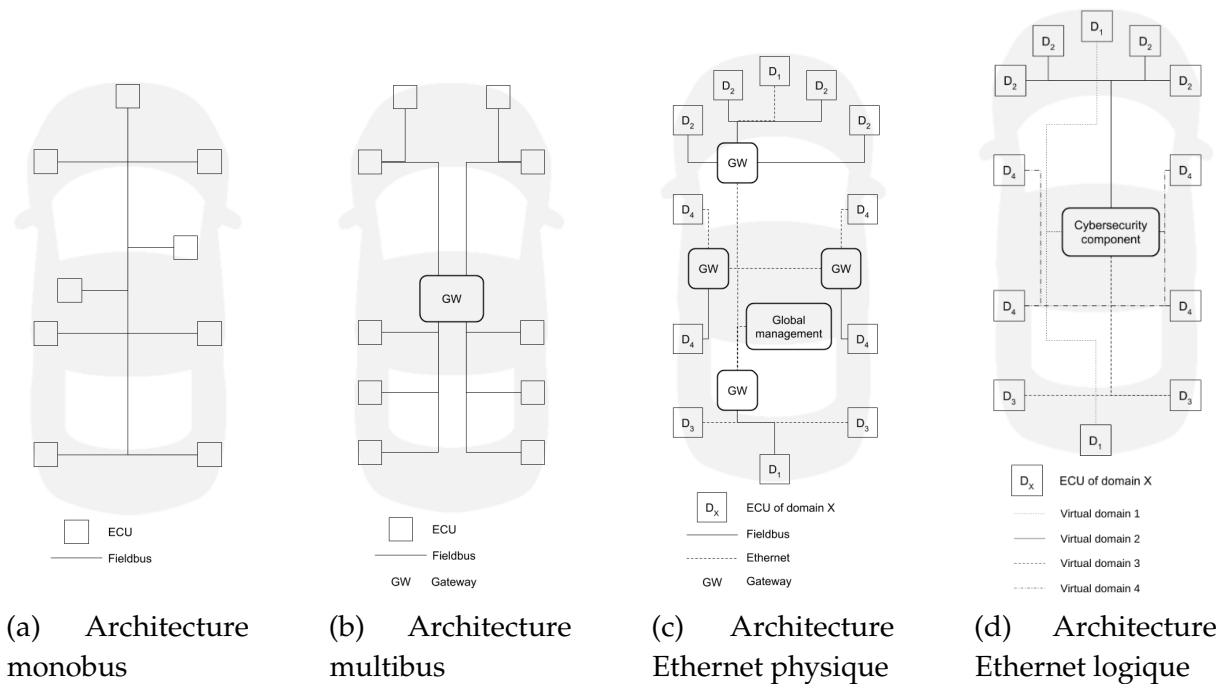 GW
ECU
Fieldbus
ECU
Fieldbus
GW Gateway
D1
D2
D2
D2
D2
GW
D4
D4
GW
GW
Global
management
D4
D4
GW
D3
D3
D1
DX ECU of domain X
Fieldbus
Ethernet
GW Gateway
D1
D2
D2
D2
D2
D4
D4
Cybersecurity
component
D4
D4
D3
D3
D1
DX ECU of domain X
Virtual domain 1
Virtual domain 2
Virtual domain 3
Virtual domain 4
(a) Architecture
monobus
(b) Architecture
multibus
(c) Architecture
Ethernet physique
(d) Architecture
Ethernet logique